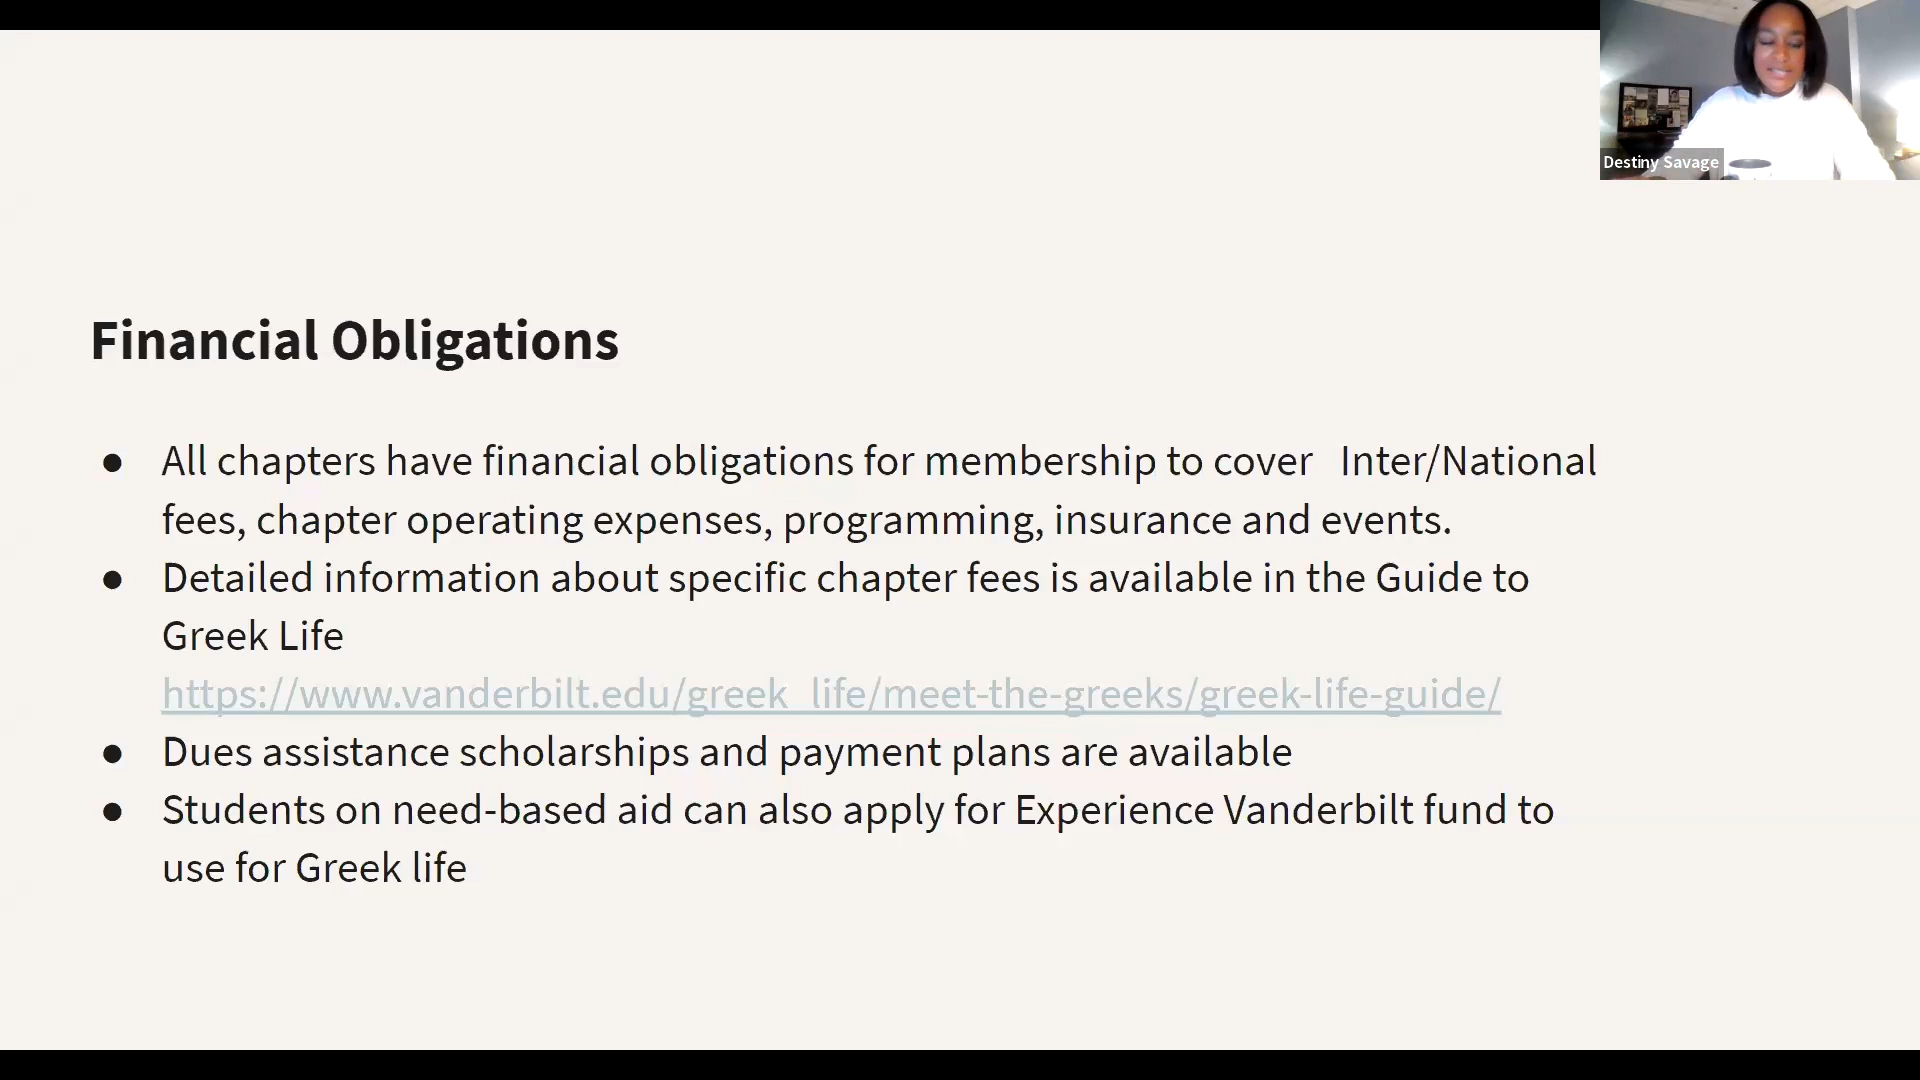 Destiny Savage
Financial Obligations
● All chapters have financial obligations for membership to cover Inter/National
fees, chapter operating expenses, programming, insurance and events.
● Detailed information about specific chapter fees is available in the Guide to
Greek Life
https://www.vanderbilt.edu/greek_life/meet-the-greeks/greek-life-guide/
● Dues assistance scholarships and payment plans are available
● Students on need-based aid can also apply for Experience Vanderbilt fund to
use for Greek life